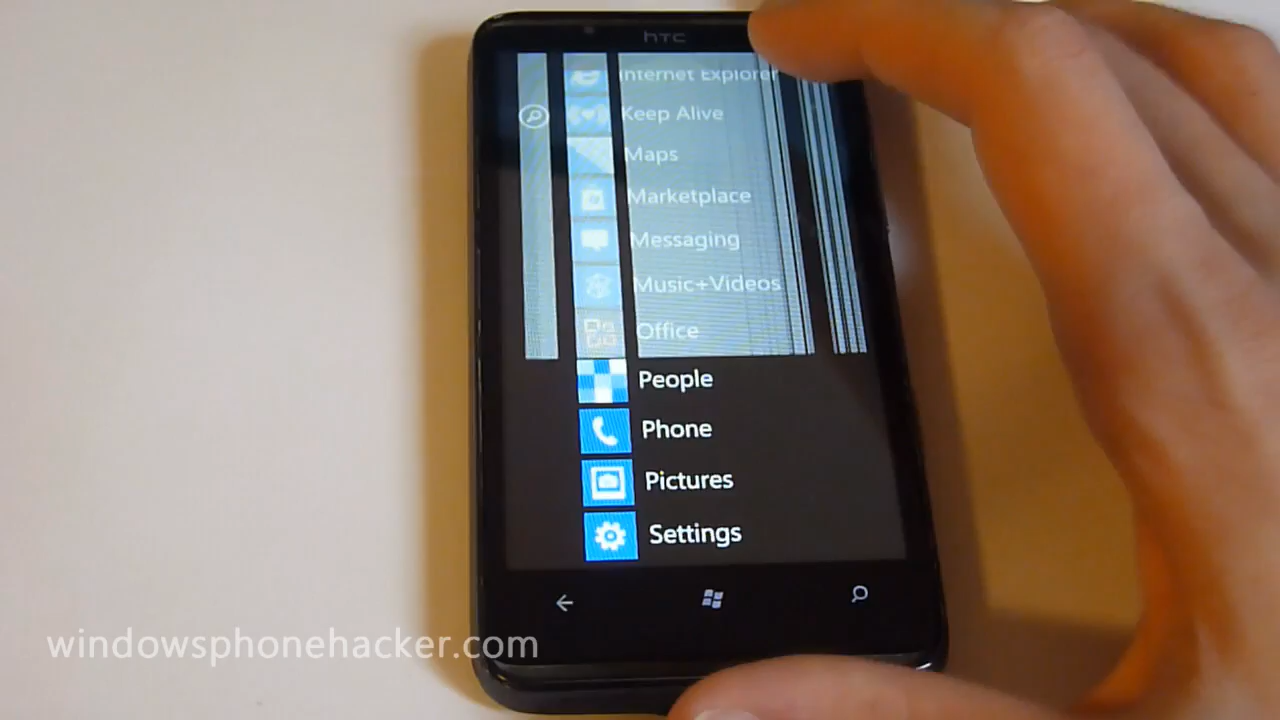 hTC
Internet Explorer
Keep Alive
Maps
Marketplace
Messaging
Music+Videos
Office
People
Phone
Pictures
Settings
windowsphonehacker.com